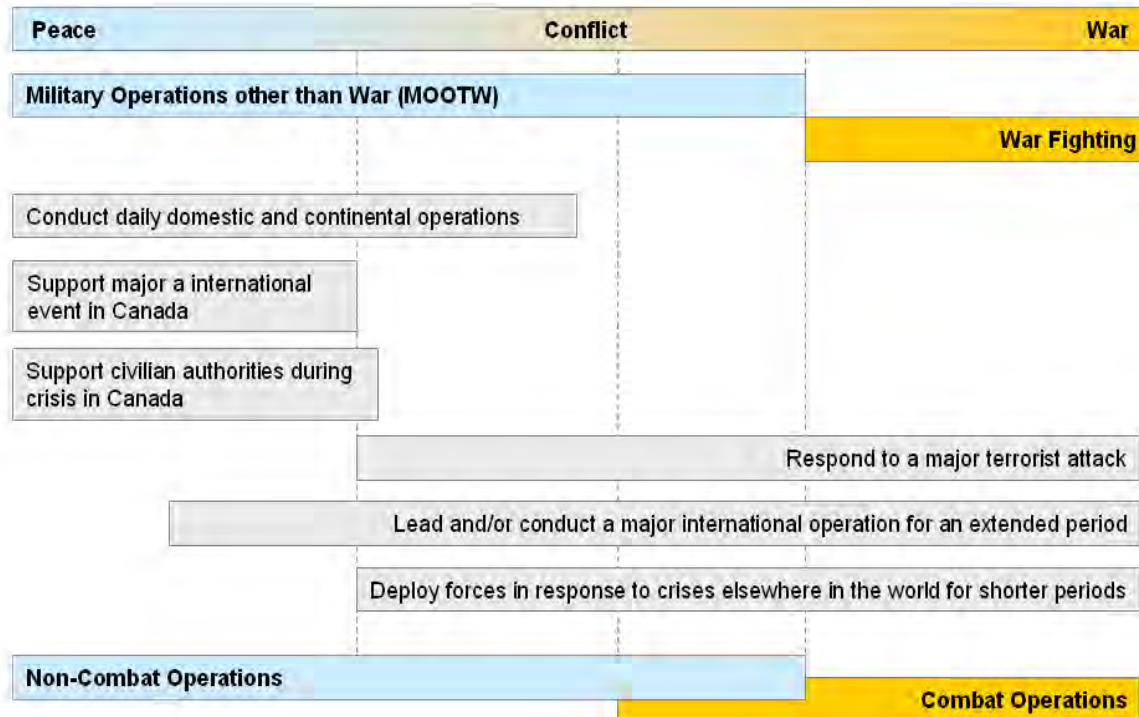 Peace Conflict War
Military Operations other than War (MOOTW)
War Fighting
Conduct daily domestic and continental operations
Support major a international
event in Canada
Support civilian authorities during
crisis in Canada
Respond to a major terrorist attack
Lead and/or conduct a major international operation for an extended period
Deploy forces in response to crises elsewhere in the world for shorter periods
Non-Combat Operations
Combat Operations